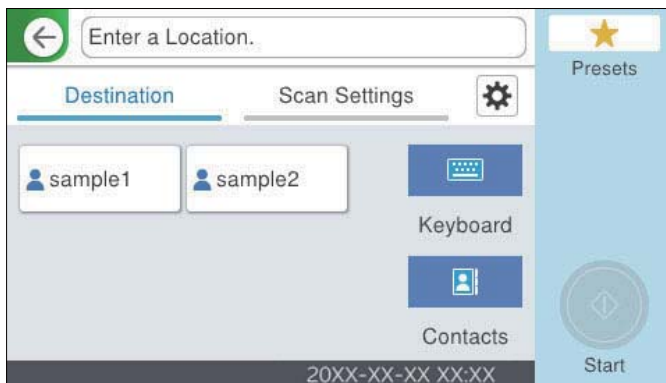 Enter a Location.
Presets
Destination
Scan Settings
sample1
sample2
Keyboard
Contacts
20XX-XX-XX XX:XX
Start